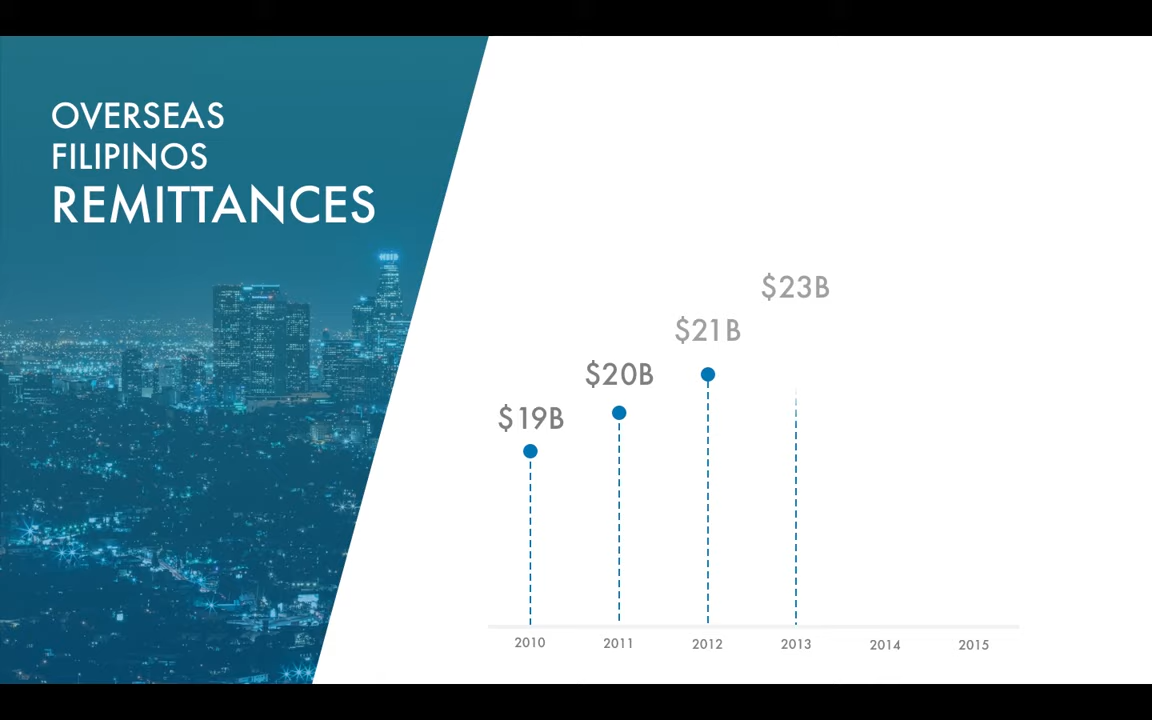 OVERSEAS
FILIPINOS
REMITTANCES
$23B
$21B
$20B
$19B
2010 2011 2012 2013 2014 2015